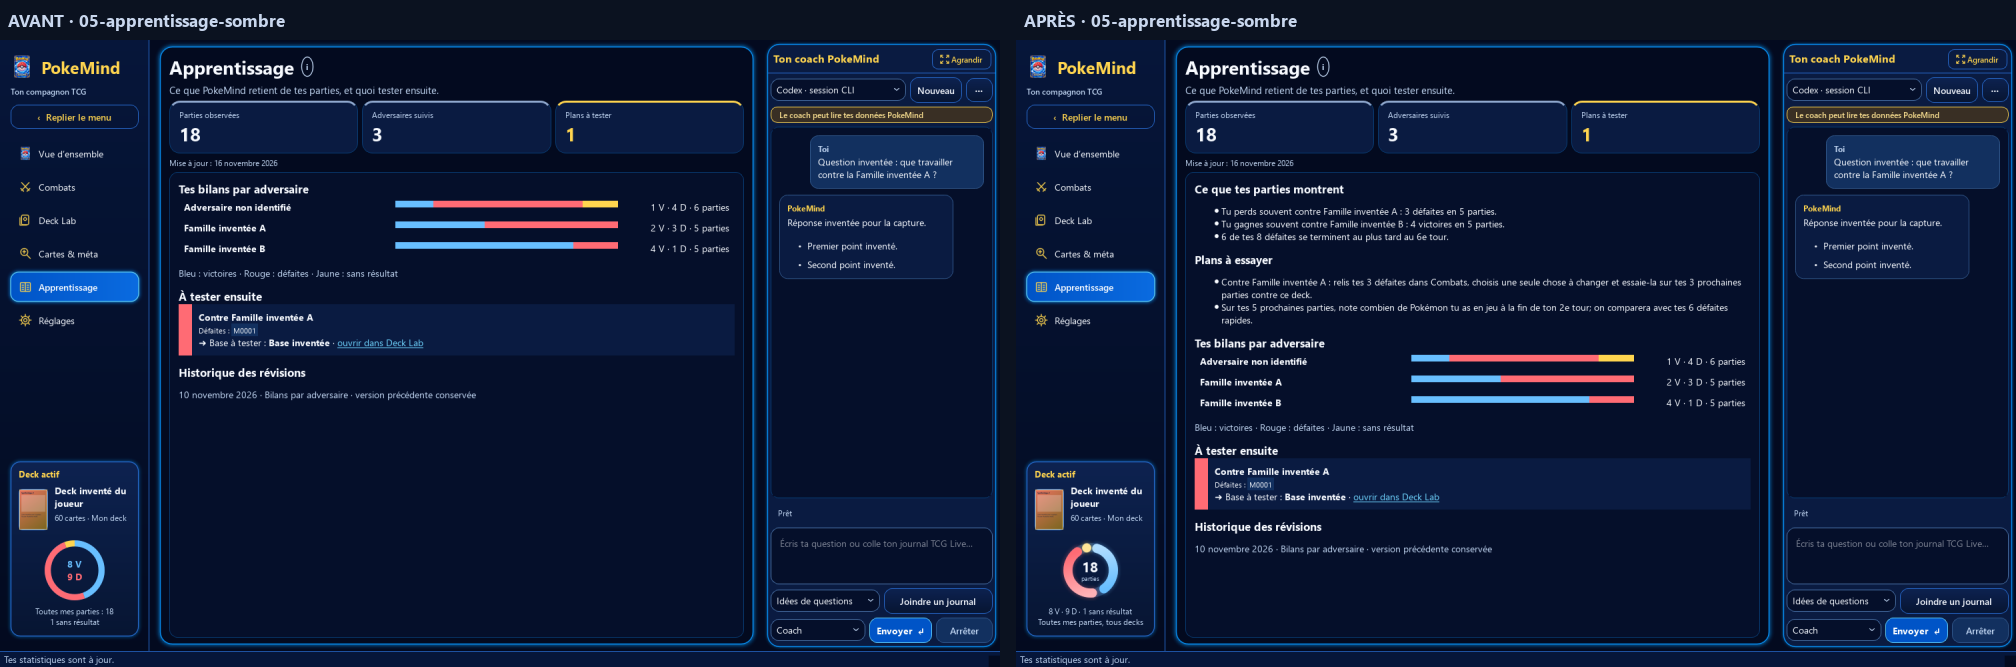 AVANT · 05-apprentissage-sombre
PokeMind
Ton compagnon TCG
‹ Replier le menu
Vue d'ensemble
Combats
Deck Lab
Cartes & méta
Apprentissage
Réglages
Deck actif
Deck inventé du
joueur
60 cartes · Mon deck
8 V
9 D
Toutes mes parties : 18
1 sans résultat
Apprentissage
Ce que PokeMind retient de tes parties, et quoi tester ensuite.
Parties observées
18
Adversaires suivis
3
Plans à tester
1
Mise à jour : 16 novembre 2026
Tes bilans par adversaire
Adversaire non identifié 1 V · 4 D · 6 parties
Famille inventée A 2 V · 3 D · 5 parties
Famille inventée B 4 V · 1 D · 5 parties
Bleu : victoires · Rouge : défaites · Jaune : sans résultat
À tester ensuite
Contre Famille inventée A
Défaites : M0001
➔ Base à tester : Base inventée · ouvrir dans Deck Lab
Historique des révisions
10 novembre 2026 · Bilans par adversaire · version précédente conservée
Ton coach PokeMind
Agrandir
Codex · session CLI
Nouveau
...
Le coach peut lire tes données PokeMind
Toi
Question inventée : que travailler
contre la Famille inventée A ?
PokeMind
Réponse inventée pour la capture.
• Premier point inventé.
• Second point inventé.
Prêt
Écris ta question ou colle ton journal TCG Live...
Idées de questions
Joindre un journal
Coach
Envoyer ↲
Arrêter
Tes statistiques sont à jour.
APRÈS · 05-apprentissage-sombre
PokeMind
Ton compagnon TCG
‹ Replier le menu
Vue d'ensemble
Combats
Deck Lab
Cartes & méta
Apprentissage
Réglages
Deck actif
Deck inventé du
joueur
60 cartes · Mon deck
18
parties
8 V · 9 D · 1 sans résultat
Toutes mes parties, tous decks
Apprentissage
Ce que PokeMind retient de tes parties, et quoi tester ensuite.
Parties observées
18
Adversaires suivis
3
Plans à tester
1
Mise à jour : 16 novembre 2026
Ce que tes parties montrent
• Tu perds souvent contre Famille inventée A : 3 défaites en 5 parties.
• Tu gagnes souvent contre Famille inventée B : 4 victoires en 5 parties.
• 6 de tes 8 défaites se terminent au plus tard au 6e tour.
Plans à essayer
• Contre Famille inventée A : relis tes 3 défaites dans Combats, choisis une seule chose à changer et essaie-la sur tes 3 prochaines
parties contre ce deck.
• Sur tes 5 prochaines parties, note combien de Pokémon tu as en jeu à la fin de ton 2e tour; on comparera avec tes 6 défaites
rapides.
Tes bilans par adversaire
Adversaire non identifié 1 V · 4 D · 6 parties
Famille inventée A 2 V · 3 D · 5 parties
Famille inventée B 4 V · 1 D · 5 parties
Bleu : victoires · Rouge : défaites · Jaune : sans résultat
À tester ensuite
Contre Famille inventée A
Défaites : M0001
➔ Base à tester : Base inventée · ouvrir dans Deck Lab
Historique des révisions
10 novembre 2026 · Bilans par adversaire · version précédente conservée
Ton coach PokeMind
Agrandir
Codex · session CLI
Nouveau
...
Le coach peut lire tes données PokeMind
Toi
Question inventée : que travailler
contre la Famille inventée A ?
PokeMind
Réponse inventée pour la capture.
• Premier point inventé.
• Second point inventé.
Prêt
Écris ta question ou colle ton journal TCG Live...
Idées de questions
Joindre un journal
Coach
Envoyer ↲
Arrêter
Tes statistiques sont à jour.